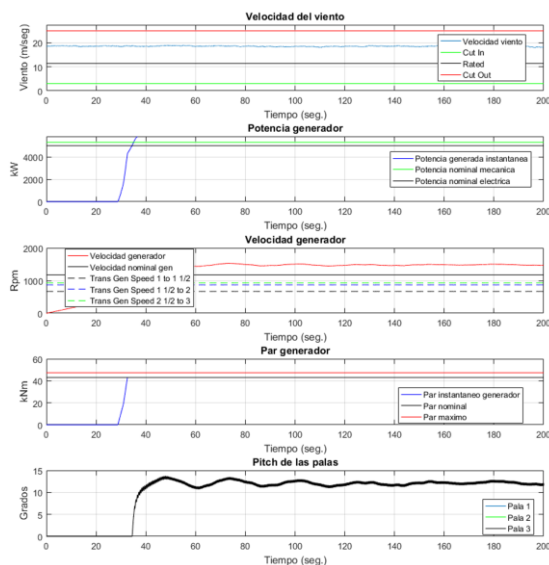 Velocidad del viento
Viento (m/seg)
20
10
0
Velocidad viento
Cut In
Rated
Cut Out
0 20 40 60 80 100 120 140 160 180 200
Tiempo (seg.)
Potencia generador
kW
4000
2000
0
Potencia generada instantanea
Potencia nominal mecanica
Potencia nominal electrica
0 20 40 60 80 100 120 140 160 180 200
Tiempo (seg.)
Velocidad generador
Rpm
2000
1000
0
Velocidad generador
Velocidad nominal gen
Trans Gen Speed 1 to 1 1/2
Trans Gen Speed 1 1/2 to 2
Trans Gen Speed 2 1/2 to 3
0 20 40 60 80 100 120 140 160 180 200
Tiempo (seg.)
Par generador
kNm
60
40
20
0
Par instantaneo generador
Par nominal
Par maximo
0 20 40 60 80 100 120 140 160 180 200
Tiempo (seg.)
Pitch de las palas
Grados
15
10
5
0
Pala 1
Pala 2
Pala 3
0 20 40 60 80 100 120 140 160 180 200
Tiempo (seg.)